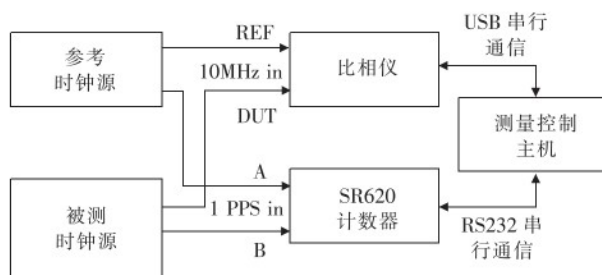 参考
时钟源
REF
10MHz in
DUT
比相仪
USB 串行
通信
测量控制
主机
被测
时钟源
A
1 PPS in
B
SR620
计数器
RS232 串
行通信